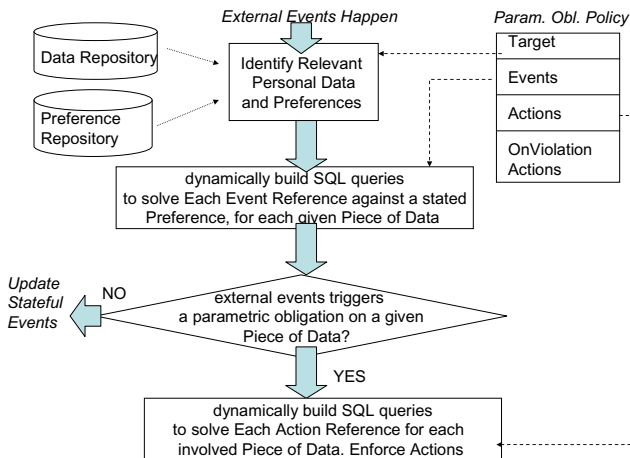 External Events Happen
Param. Obl. Policy
Data Repository
Preference
Repository
Identify Relevant
Personal Data
and Preferences
Target
Events
Actions
OnViolation
Actions
dynamically build SQL queries
to solve Each Event Reference against a stated
Preference, for each given Piece of Data
Update
Stateful
Events
NO
external events triggers
a parametric obligation on a given
Piece of Data?
YES
dynamically build SQL queries
to solve Each Action Reference for each
involved Piece of Data. Enforce Actions